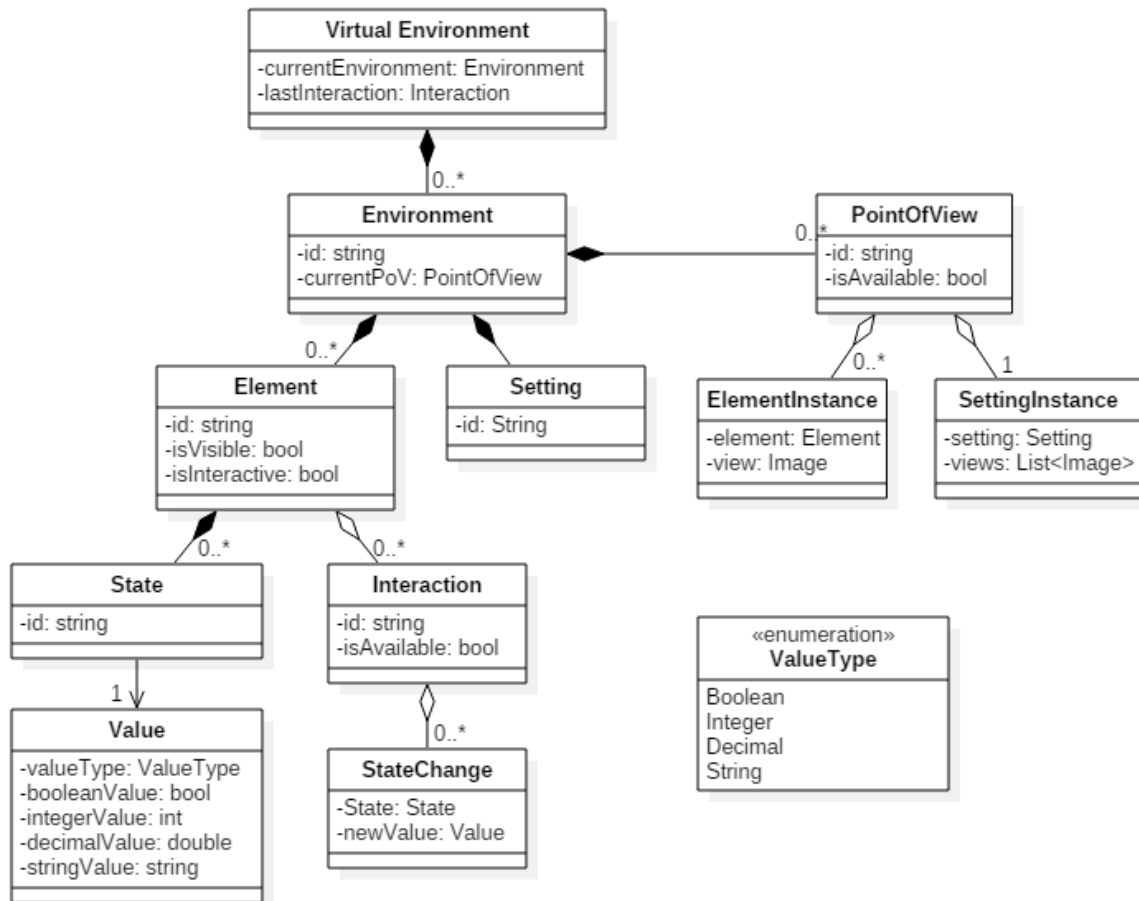 Virtual Environment
-currentEnvironment: Environment
-lastInteraction: Interaction
0..*
Environment
-id: string
-currentPoV: PointOfView
0..*
PointOfView
-id: string
-isAvailable: bool
0..*
Element
-id: string
-isVisible: bool
-isInteractive: bool
Setting
-id: String
0..*
ElementInstance
-element: Element
-view: Image
1
SettingInstance
-setting: Setting
-views: List<Image>
0..*
State
-id: string
0..*
Interaction
-id: string
-isAvailable: bool
1
Value
-valueType: ValueType
-booleanValue: bool
-integerValue: int
-decimalValue: double
-stringValue: string
0..*
StateChange
-State: State
-newValue: Value
«enumeration»
ValueType
Boolean
Integer
Decimal
String